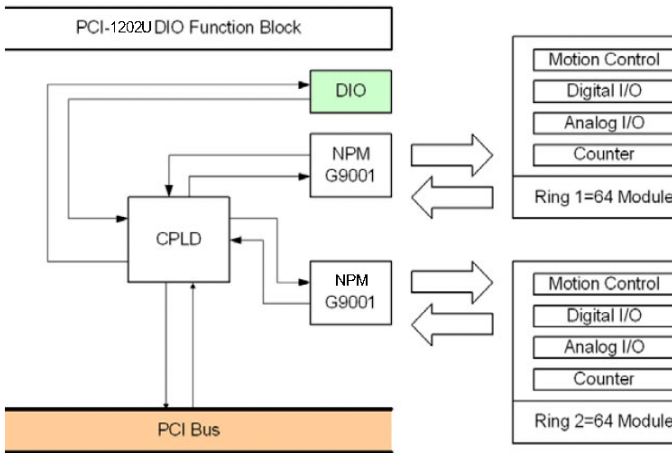 PCI-1202U DIO Function Block
DIO
NPM
G9001
CPLD
NPM
G9001
PCI Bus
Motion Control
Digital I/O
Analog I/O
Counter
Ring 1=64 Module
Motion Control
Digital I/O
Analog I/O
Counter
Ring 2=64 Module